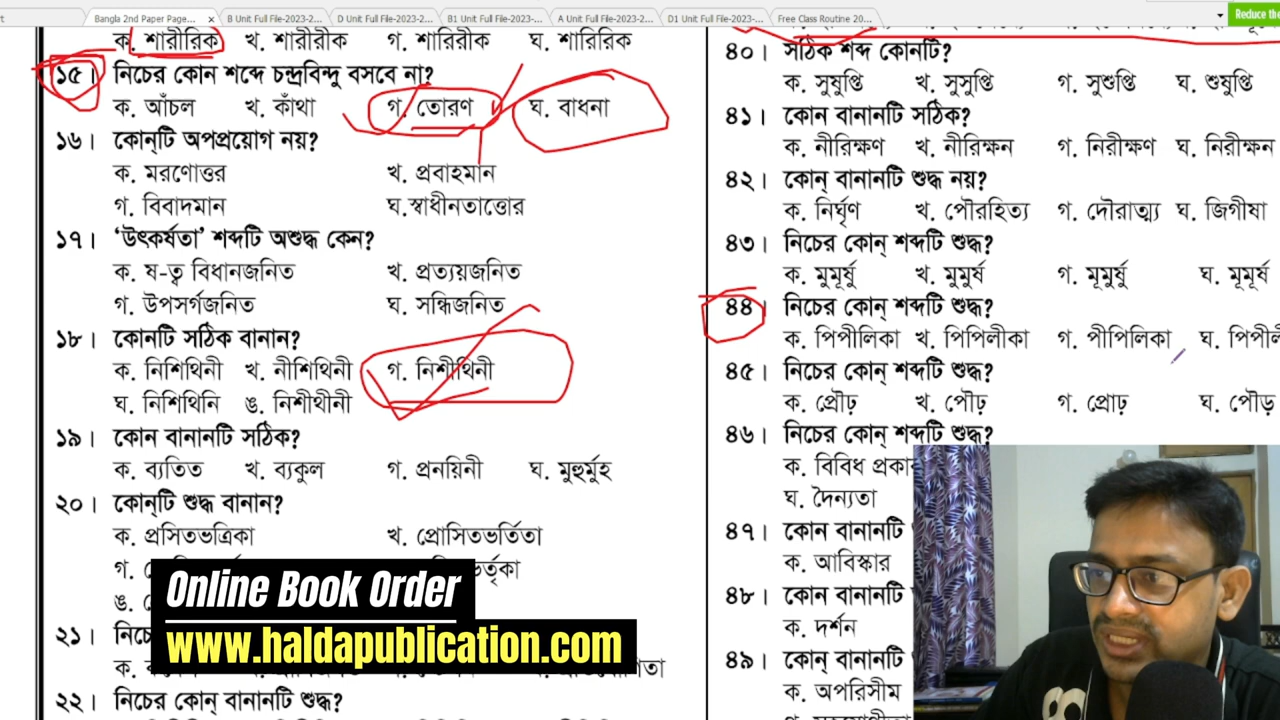 Bangla 2nd Paper Page... x
B Unit Full File-2023-2...
D Unit Full File-2023-2...
B1 Unit Full File-2023-2...
A Unit Full File-2023-2...
D1 Unit Full File-2023-...
Free Class Routine 20...
Reduce the
ক. শারীরিক খ. শারীরীক গ. শারিরীক ঘ. শারিরিক
১৫। নিচের কোন শব্দে চন্দ্রবিন্দু বসবে না?
ক. আঁচল খ. কাঁথা গ. তোরণ ঘ. বাধনা
১৬। কোন্‌টি অপপ্রয়োগ নয়?
ক. মরণোত্তর খ. প্রবাহমান
গ. বিবাদমান ঘ.স্বাধীনতাত্তোর
১৭। ‘উৎকর্ষতা’ শব্দটি অশুদ্ধ কেন?
ক. ষ-ত্ব বিধানজনিত খ. প্রত্যয়জনিত
গ. উপসর্গজনিত ঘ. সন্ধিজনিত
১৮। কোনটি সঠিক বানান?
ক. নিশিথিনী খ. নীশিথিনী গ. নিশীথিনী
ঘ. নিশিথিনি ঙ. নিশীথীনী
১৯। কোন বানানটি সঠিক?
ক. ব্যতিত খ. ব্যকুল গ. প্রনয়িনী ঘ. মুহুর্মুহ
২০। কোন্‌টি শুদ্ধ বানান?
ক. প্রসিতভত্রিকা খ. প্রোসিতভর্তিতা
গ.
ঙ.
২১।
২২। নিচের কোন্ বানানটি শুদ্ধ?
৪০। সঠিক শব্দ কোনটি?
ক. সুষুপ্তি খ. সুসুপ্তি গ. সুশুপ্তি ঘ. শুষুপ্তি
৪১। কোন বানানটি সঠিক?
ক. নীরিক্ষণ খ. নীরিক্ষন গ. নিরীক্ষণ ঘ. নিরীক্ষন
৪২। কোন্ বানানটি শুদ্ধ নয়?
ক. নির্ঘৃণ খ. পৌরহিত্য গ. দৌরাত্ম্য ঘ. জিগীষা
৪৩। নিচের কোন্ শব্দটি শুদ্ধ?
ক. মুমূর্ষু খ. মুমুর্ষ গ. মূমূর্ষু ঘ. মূমূর্ষ
৪৪। নিচের কোন্ শব্দটি শুদ্ধ?
ক. পিপীলিকা খ. পিপিলীকা গ. পীপিলিকা ঘ.
৪৫। নিচের কোন্ শব্দটি শুদ্ধ?
ক. প্রৌঢ় খ. পৌঢ় গ. প্রোঢ় ঘ. পৌড়
৪৬। নিচের কোন্ শব্দটি শুদ্ধ?
ক. বিবিধ
ঘ. দৈন্যতা
৪৭। কোন বানানটি
ক. আবিস্কার
৪৮। কোন বানানটি
ক. দর্শন
৪৯। কোন্ বানানটি
ক. অপরিসীম
Online Book Order
www.haldapublication.com